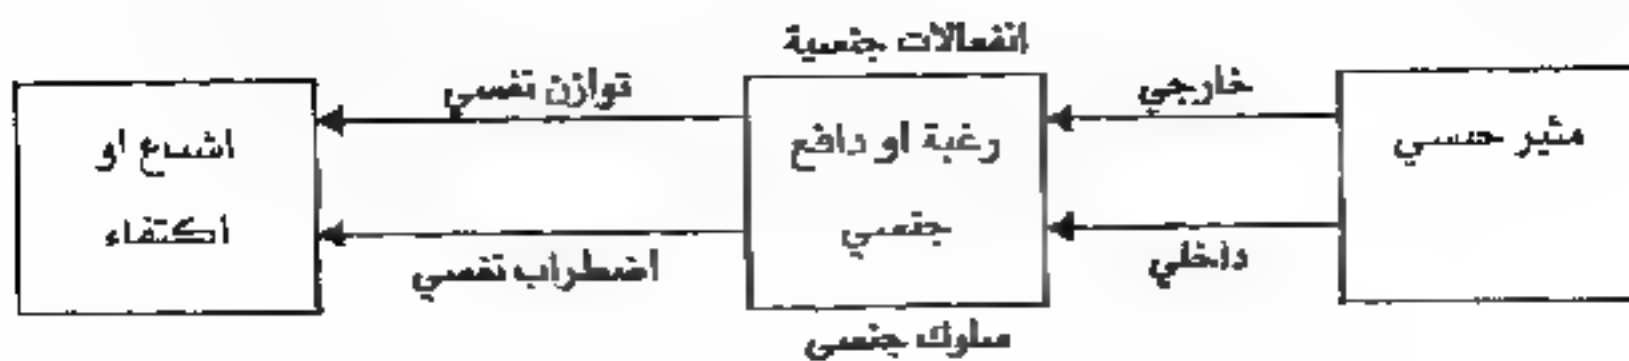 انفعالات جنسية
مثير حسي
خارجي
داخلي
رغبة او دافع
جنسي
سلوك جنسي
توازن نفسي
اضطراب نفسي
اشباع او
اكتفاء